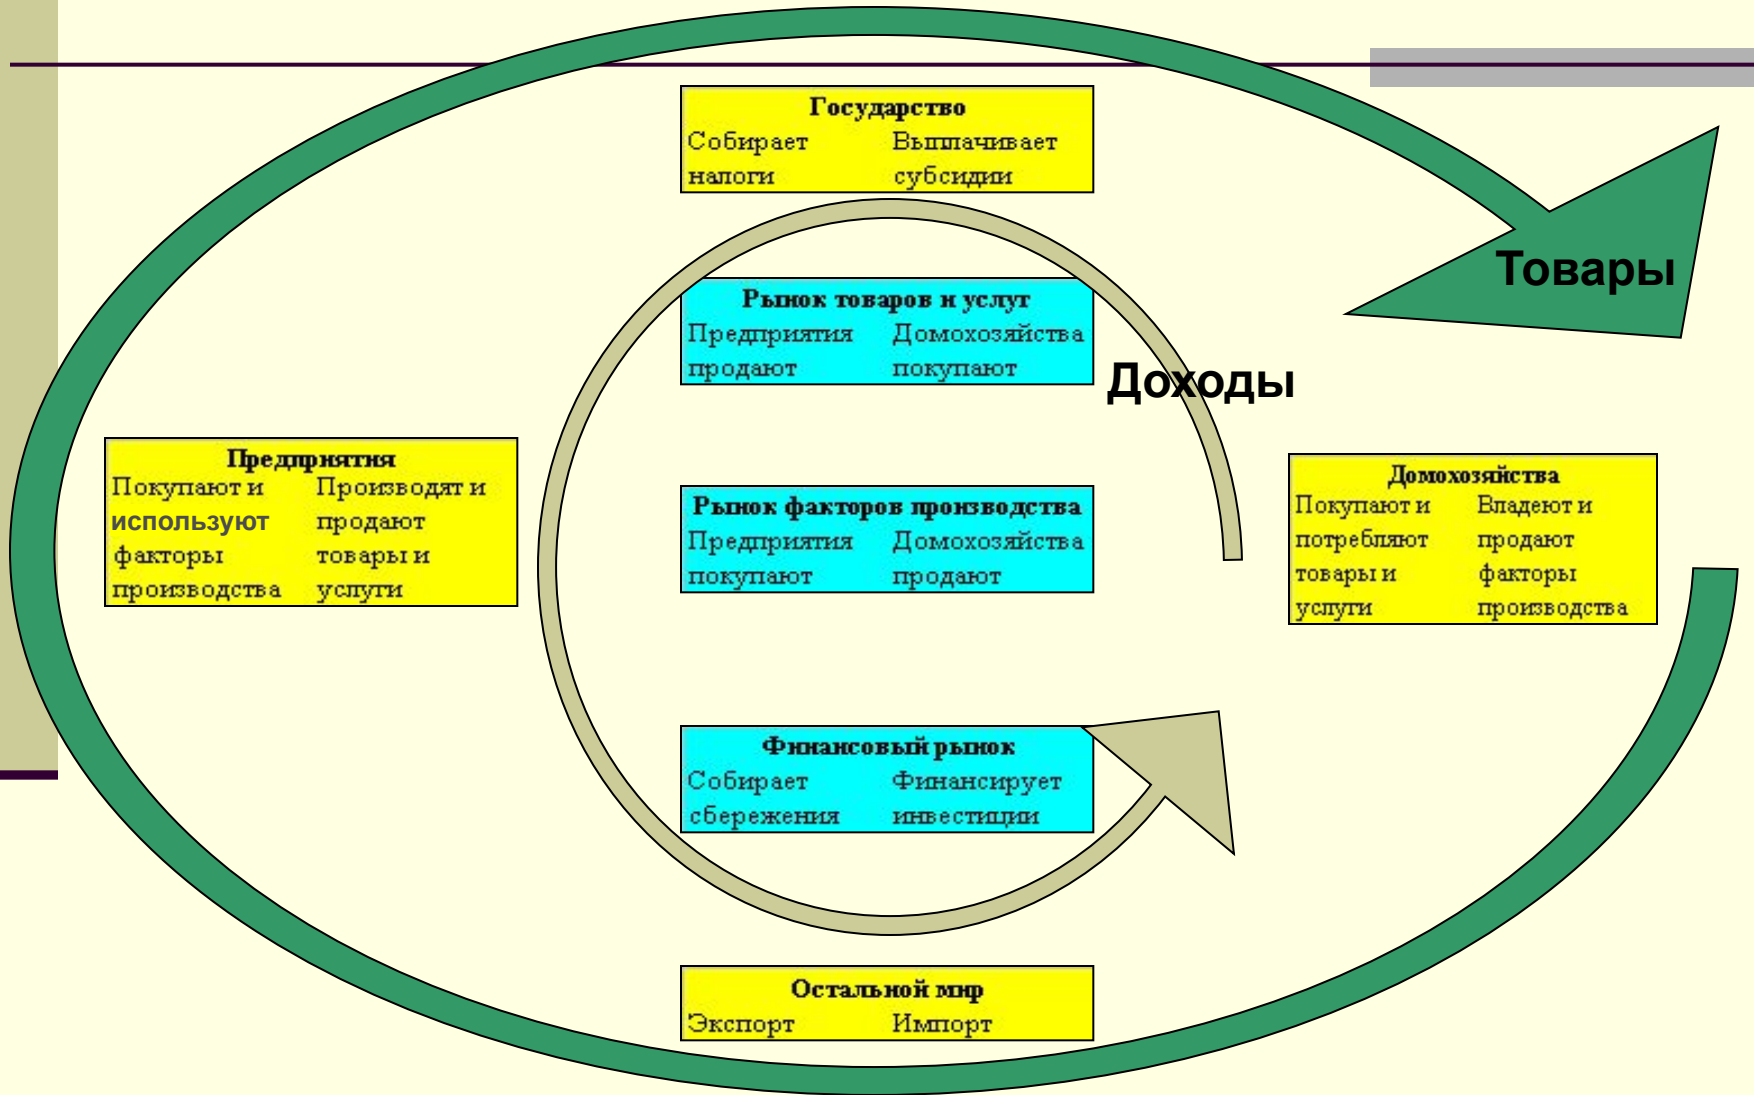 Государство
Собирает Выплачивает
налоги субсидии
Товары
Рынок товаров и услуг
Предприятия Домохозяйства
продают покупают
Доходы
Предприятия
Покупают и Производят и
используют продают
факторы товары и
производства услуги
Рынок факторов производства
Предприятия Домохозяйства
покупают продают
Домохозяйства
Покупают и Владеют и
потребляют продают
товары и факторы
услуги производства
Финансовый рынок
Собирает Финансирует
сбережения инвестиции
Остальной мир
Экспорт Импорт